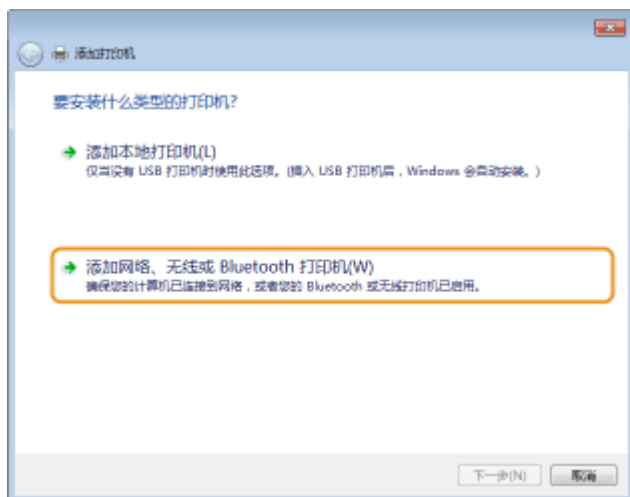 添加打印机
要安装什么类型的打印机?
添加本地打印机(L)
仅当没有 USB 打印机时使用此选项。(插入 USB 打印机后，Windows 会自动安装。)
添加网络、无线或 Bluetooth 打印机(W)
确保您的计算机已连接到网络，或者您的 Bluetooth 或无线打印机已启用。
下一步(N)
取消